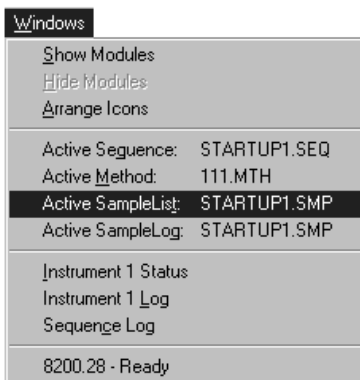 Windows
Show Modules
Hide Modules
Arrange Icons
Active Sequence: STARTUP1.SEQ
Active Method: 111.MTH
Active SampleList: STARTUP1.SMP
Active SampleLog: STARTUP1.SMP
Instrument 1 Status
Instrument 1 Log
Sequence Log
8200.28 - Ready